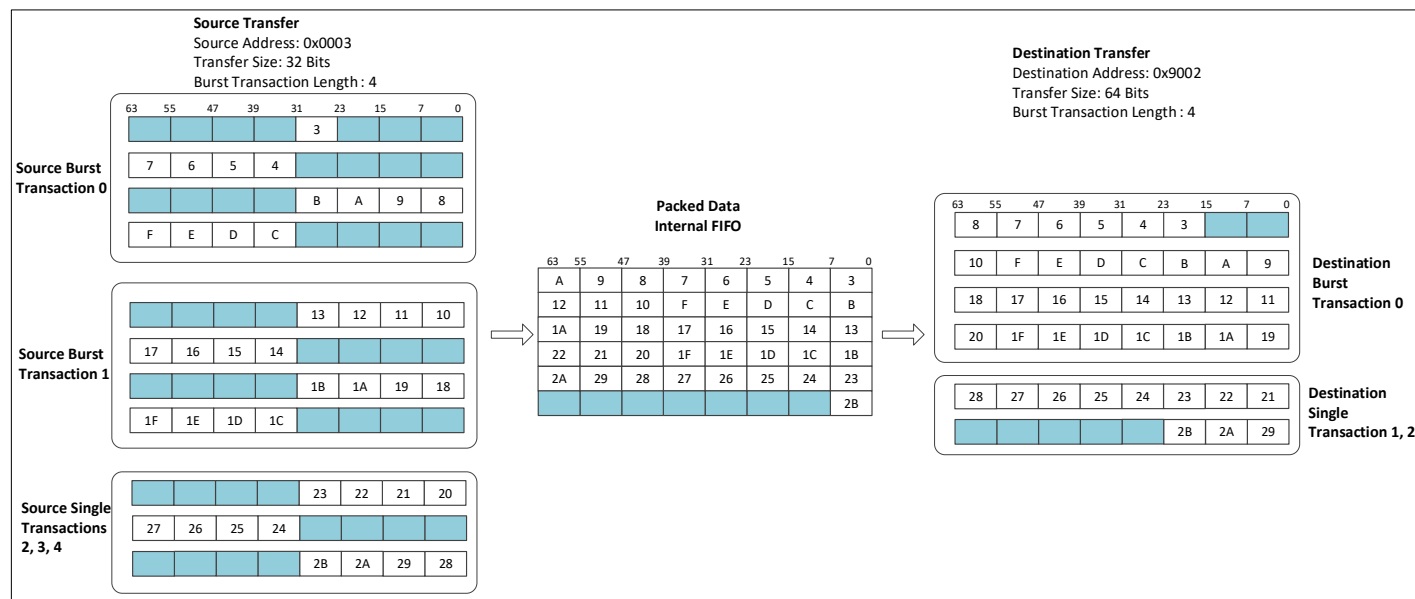 Source Transfer
Source Address: 0x0003
Transfer Size: 32 Bits
Burst Transaction Length : 4
63 55 47 39 31 23 15 7 0
3
7 6 5 4
B A 9 8
F E D C
Source Burst
Transaction 0
13 12 11 10
17 16 15 14
1B 1A 19 18
1F 1E 1D 1C
Source Burst
Transaction 1
23 22 21 20
27 26 25 24
2B 2A 29 28
Source Single
Transactions
2, 3, 4
Packed Data
Internal FIFO
63 55 47 39 31 23 15 7 0
A 9 8 7 6 5 4 3
12 11 10 F E D C B
1A 19 18 17 16 15 14 13
22 21 20 1F 1E 1D 1C 1B
2A 29 28 27 26 25 24 23
2B
Destination Transfer
Destination Address: 0x9002
Transfer Size: 64 Bits
Burst Transaction Length : 4
63 55 47 39 31 23 15 7 0
8 7 6 5 4 3
10 F E D C B A 9
18 17 16 15 14 13 12 11
20 1F 1E 1D 1C 1B 1A 19
Destination
Burst
Transaction 0
28 27 26 25 24 23 22 21
2B 2A 29
Destination
Single
Transaction 1, 2